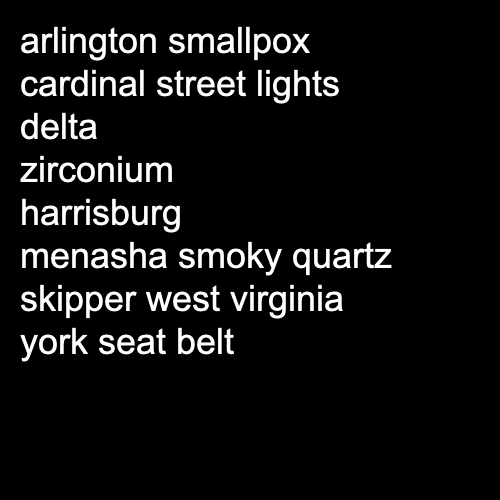 arlington smallpox
cardinal street lights
delta
zirconium
harrisburg
menasha smoky quartz
skipper west virginia
york seat belt